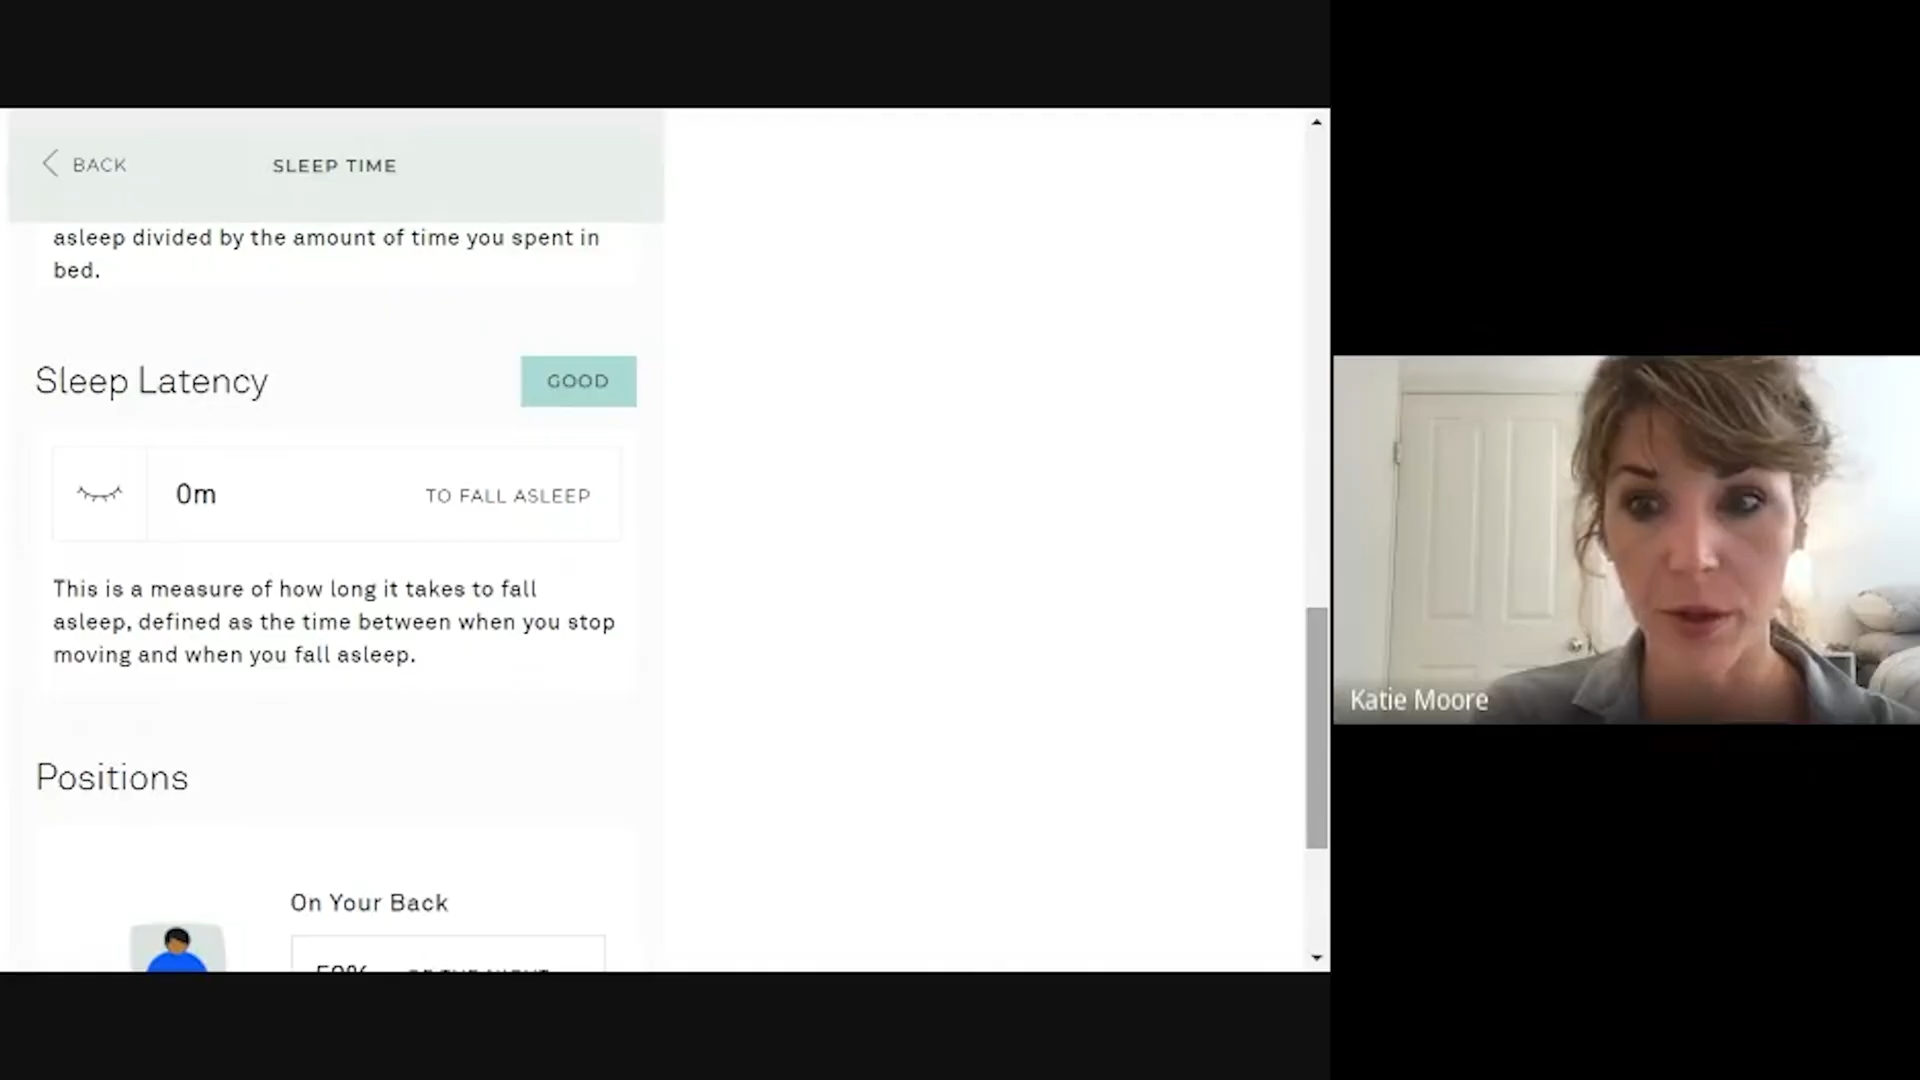 BACK
SLEEP TIME
asleep divided by the amount of time you spent in
bed.
Sleep Latency
GOOD
0m
TO FALL ASLEEP
This is a measure of how long it takes to fall
asleep, defined as the time between when you stop
moving and when you fall asleep.
Positions
On Your Back
Katie Moore